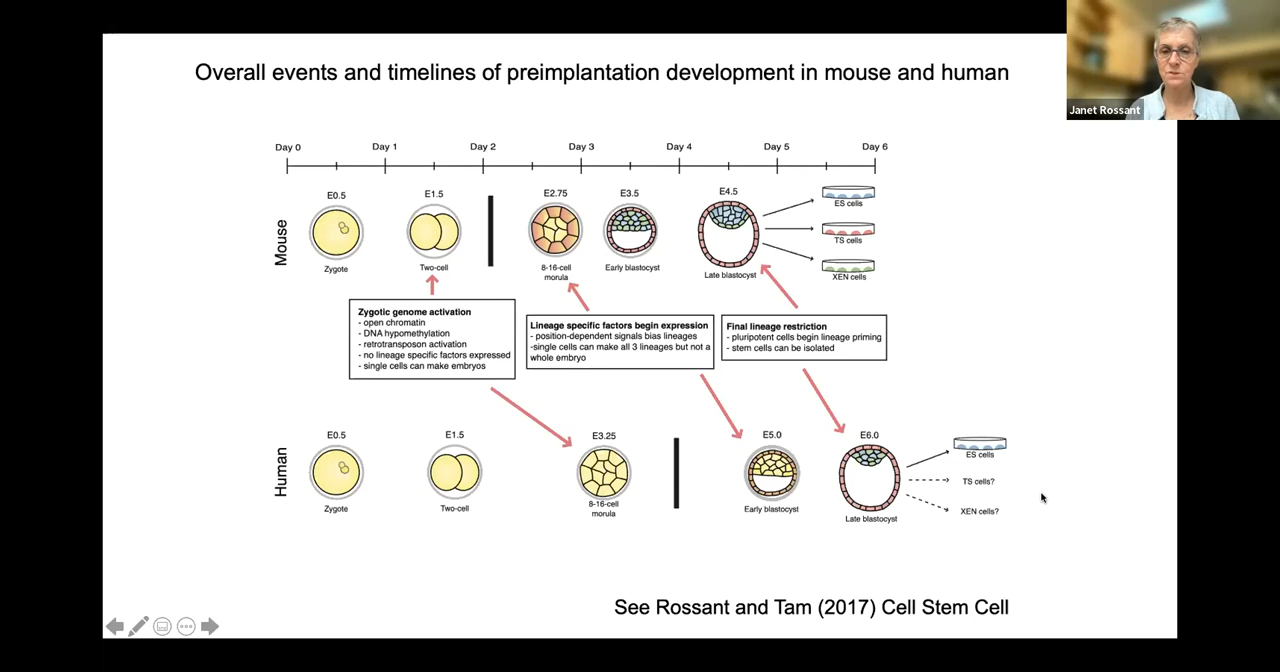 Overall events and timelines of preimplantation development in mouse and human
Janet Rossant
Day 0 Day 1 Day 2 Day 3 Day 4 Day 5 Day 6
Mouse
E0.5 E1.5 E2.75 E3.5 E4.5
Zygote
Two-cell
8-16-cell
morula
Early blastocyst
Late blastocyst
ES cells
TS cells
XEN cells
Zygotic genome activation
- open chromatin
- DNA hypomethylation
- retrotransposon activation
- no lineage specific factors expressed
- single cells can make embryos
Lineage specific factors begin expression
- position-dependent signals bias lineages
-single cells can make all 3 lineages but not a
whole embryo
Final lineage restriction
- pluripotent cells begin lineage priming
- stem cells can be isolated
Human
E0.5 E1.5 E3.25 E5.0 E6.0
Zygote
Two-cell
8-16-cell
morula
Early blastocyst
Late blastocyst
ES cells
TS cells?
XEN cells?
See Rossant and Tam (2017) Cell Stem Cell